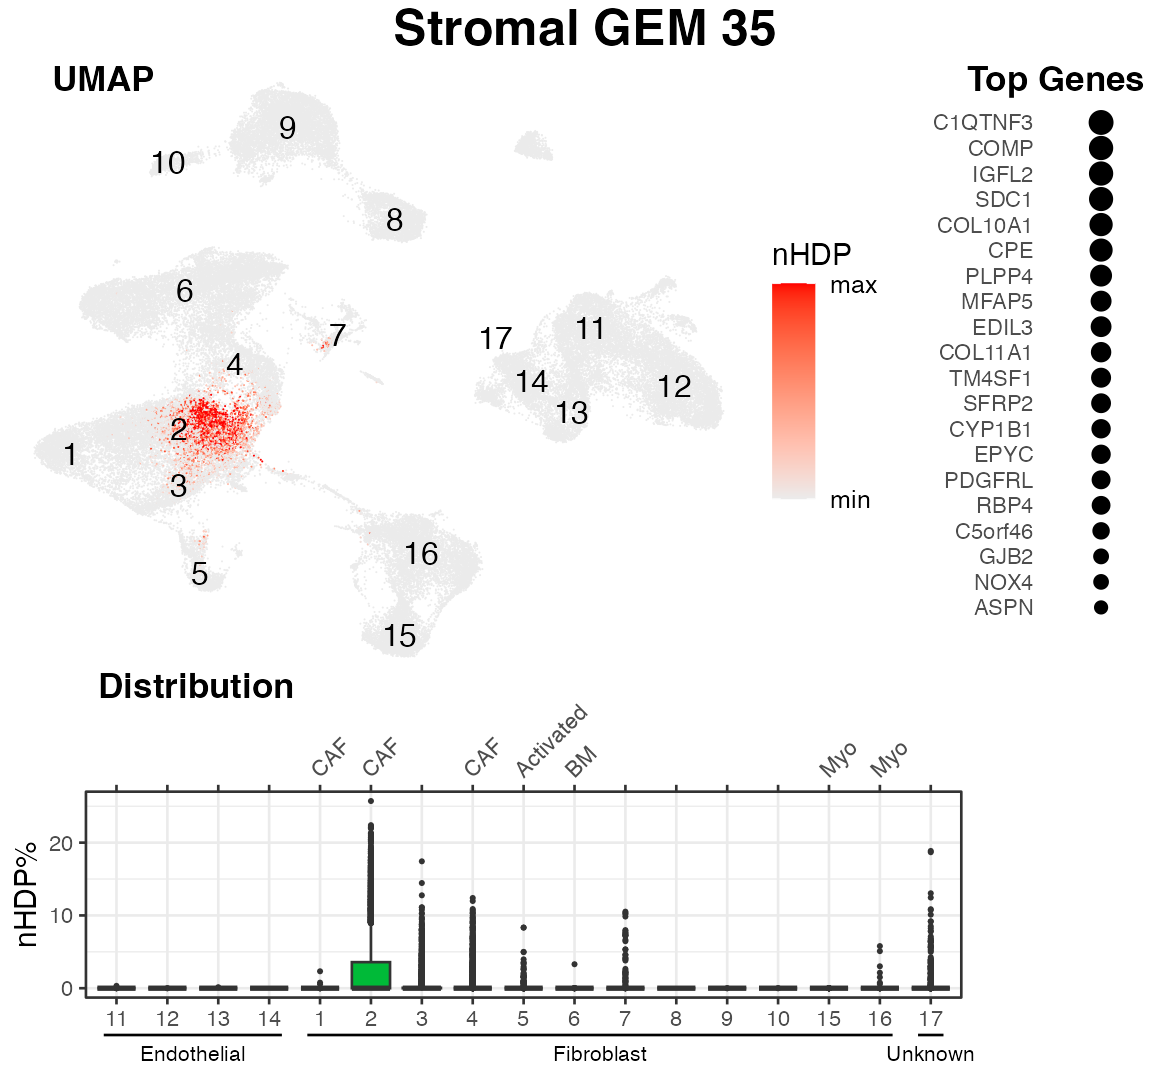 Stromal GEM 35
UMAP
9
10
8
6
7
4
2
1
3
5
16
15
17
11
14
12
13
nHDP
max
min
Top Genes
C1QTNF3
COMP
IGFL2
SDC1
COL10A1
CPE
PLPP4
MFAP5
EDIL3
COL11A1
TM4SF1
SFRP2
CYP1B1
EPYC
PDGFRL
RBP4
C5orf46
GJB2
NOX4
ASPN
Distribution
CAF CAF CAF Activated BM Myo Myo
nHDP%
20
10
0
11 12 13 14 1 2 3 4 5 6 7 8 9 10 15 16 17
Endothelial Fibroblast Unknown